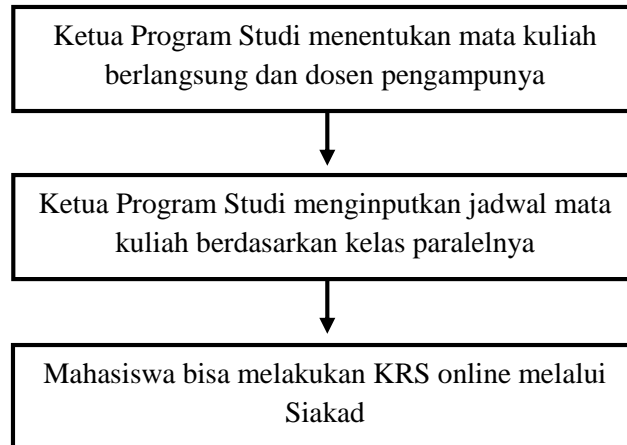 Ketua Program Studi menentukan mata kuliah
berlangsung dan dosen pengampunya
Ketua Program Studi menginputkan jadwal mata
kuliah berdasarkan kelas paralelnya
Mahasiswa bisa melakukan KRS online melalui
Siakad